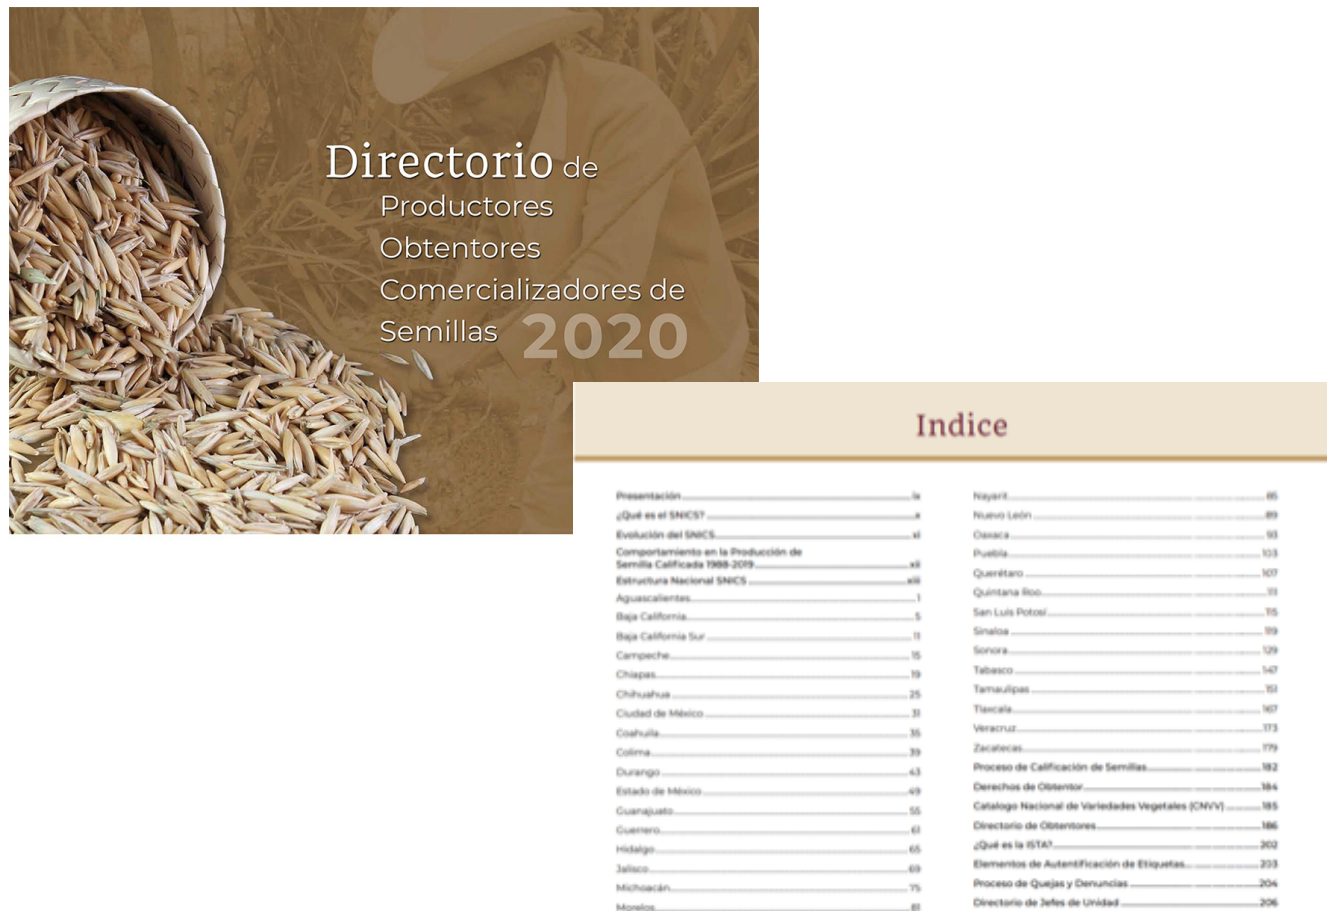 Directorio de
Productores
Obtentores
Comercializadores de
Semillas 2020
Indice
Presentación ix
¿Qué es el SNICS? x
Evolución del SNICS xi
Comportamiento en la Producción de
Semilla Calificada 1988-2019 xii
Estructura Nacional SNICS xiii
Aguascalientes 1
Baja California 5
Baja California Sur 11
Campeche 15
Chiapas 19
Chihuahua 25
Ciudad de México 31
Coahuila 35
Colima 39
Durango 43
Estado de México 49
Guanajuato 55
Guerrero 61
Hidalgo 65
Jalisco 69
Michoacán 75
Morelos 81
Nayarit 85
Nuevo León 89
Oaxaca 93
Puebla 103
Querétaro 107
Quintana Roo 111
San Luis Potosí 115
Sinaloa 119
Sonora 129
Tabasco 147
Tamaulipas 151
Tlaxcala 167
Veracruz 173
Zacatecas 179
Proceso de Calificación de Semillas 182
Derechos de Obtentor 184
Catalogo Nacional de Variedades Vegetales (CNVV) 185
Directorio de Obtentores 186
¿Qué es la ISTA? 202
Elementos de Autentificación de Etiquetas 203
Proceso de Quejas y Denuncias 204
Directorio de Jefes de Unidad 206